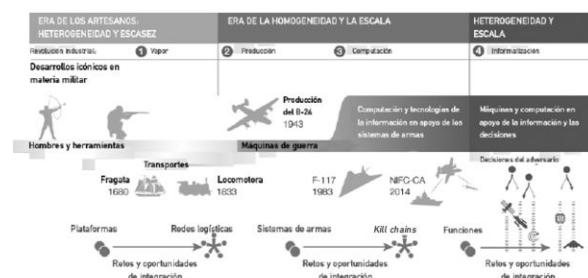 ERA DE LOS ARTESANOS:
HETEROGENEIDAD Y ESCASEZ
ERA DE LA HOMOGENEIDAD Y LA ESCALA
HETEROGENEIDAD Y
ESCALA
Revolución industrial:
1 Vapor
2 Producción
3 Computación
4 Informatización
Desarrollos icónicos en
materia militar
Producción
del B-24
1943
Computación y tecnologías de
la información en apoyo de los
sistemas de armas
Máquinas y computación en
apoyo de la información y las
decisiones
Hombres y herramientas
Máquinas de guerra
Decisiones del adversario
Transportes
Fragata
1680
Locomotora
1833
F-117
1983
NIFC-CA
2014
Plataformas
Redes logísticas
Sistemas de armas
Kill chains
Funciones
Retos y oportunidades
de integración
Retos y oportunidades
de integración
Retos y oportunidades
de integración